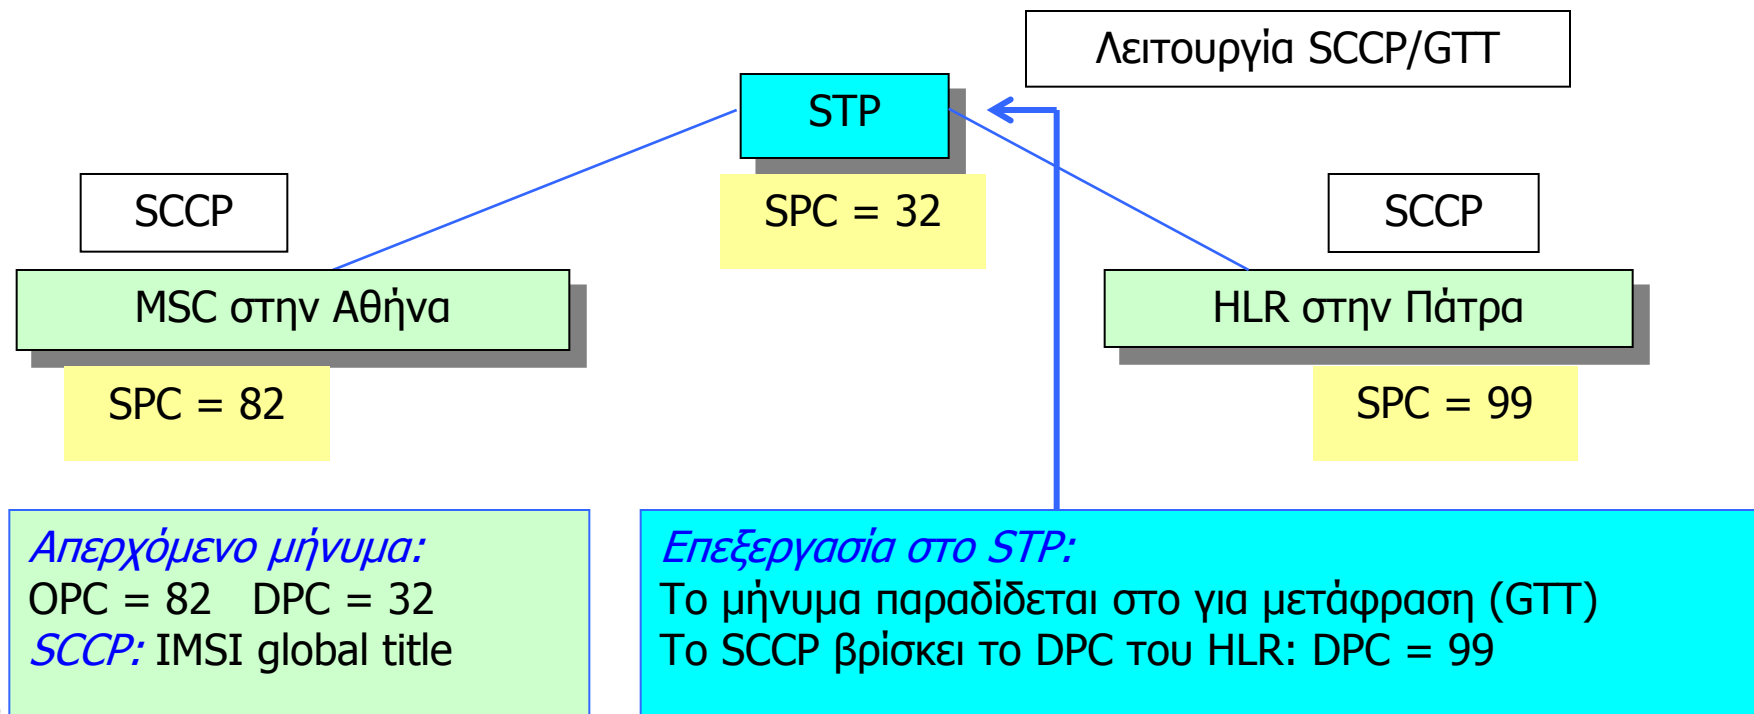 Λειτουργία SCCP/GTT
STP
SCCP
SPC = 32
SCCP
MSC στην Αθήνα
HLR στην Πάτρα
SPC = 82
SPC = 99
Απερχόμενο μήνυμα:
OPC = 82 DPC = 32
SCCP: IMSI global title
Επεξεργασία στο STP:
Το μήνυμα παραδίδεται στο για μετάφραση (GTT)
Το SCCP βρίσκει το DPC του HLR: DPC = 99